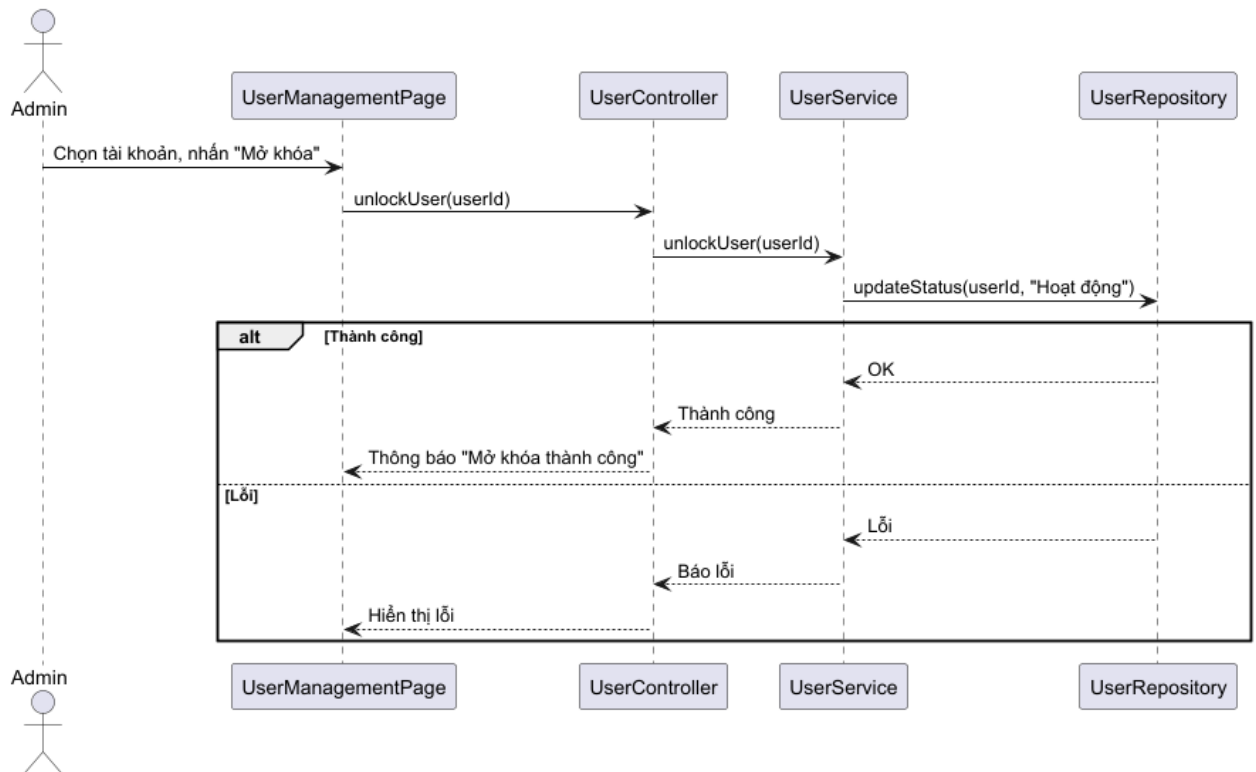 Admin
UserManagementPage
UserController
UserService
UserRepository
Chọn tài khoản, nhấn "Mở khóa"
unlockUser(userId)
unlockUser(userId)
updateStatus(userId, "Hoạt động")
alt
[Thành công]
OK
Thành công
Thông báo "Mở khóa thành công"
[Lỗi]
Lỗi
Báo lỗi
Hiển thị lỗi
Admin
UserManagementPage
UserController
UserService
UserRepository